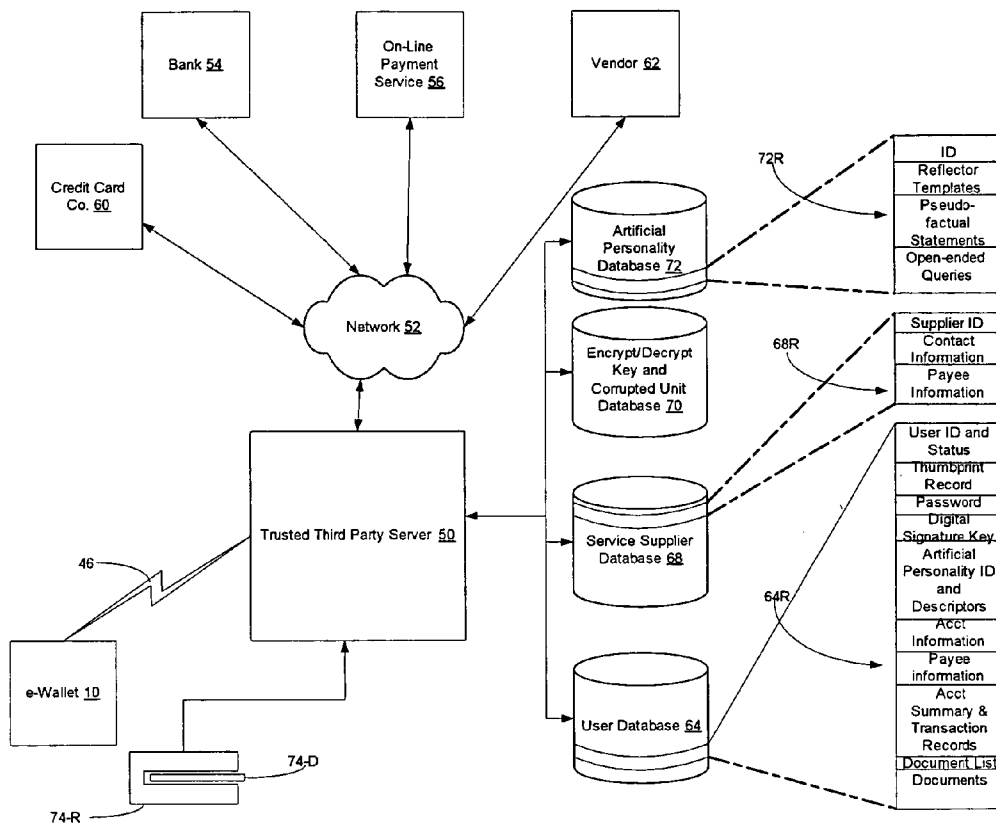 Bank 54
On-Line
Payment
Service 56
Vendor 62
Credit Card
Co. 60
Network 52
Trusted Third Party Server 50
46
e-Wallet 10
74-D
74-R
Artificial
Personality
Database 72
Encrypt/Decrypt
Key and
Corrupted Unit
Database 70
Service Supplier
Database 68
User Database 64
72R
ID
Reflector
Templates
Pseudo-
factual
Statements
Open-ended
Queries
68R
Supplier ID
Contact
Information
Payee
Information
64R
User ID and
Status
Thumbprint
Record
Password
Digital
Signature Key
Artificial
Personality ID
and
Descriptors
Acct
Information
Payee
information
Acct
Summary &
Transaction
Records
Document List
Documents